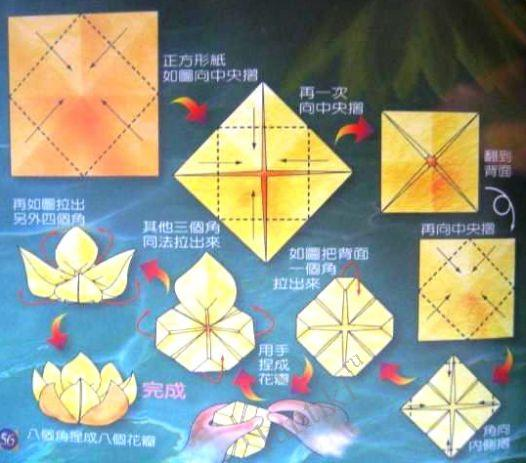 正方形紙
如圖向中央摺
再一次
向中央摺
翻到
背面
再向中央摺
角向
內側摺
如圖把背面
一個角
拉出來
用手
捏成
花瓣
其他三個角
同法拉出來
再如圖拉出
另外四個角
完成
八個角捏成八個花瓣
56